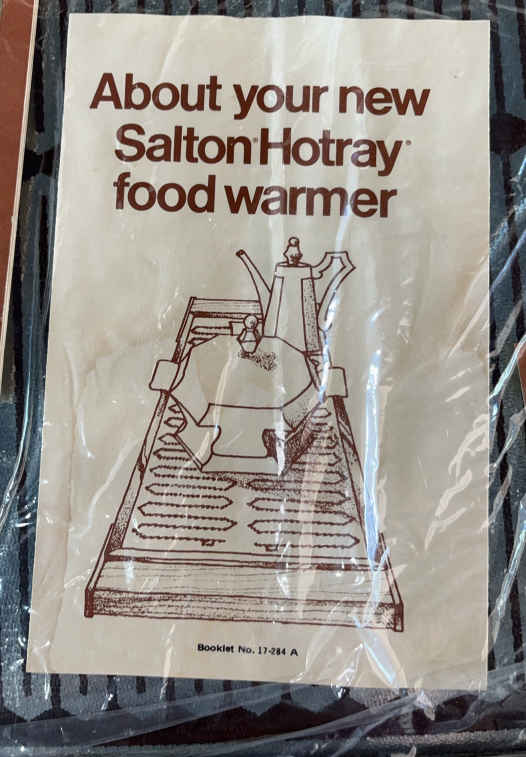 About your new
Salton® Hotray®
food warmer
Booklet No. 17-284 A